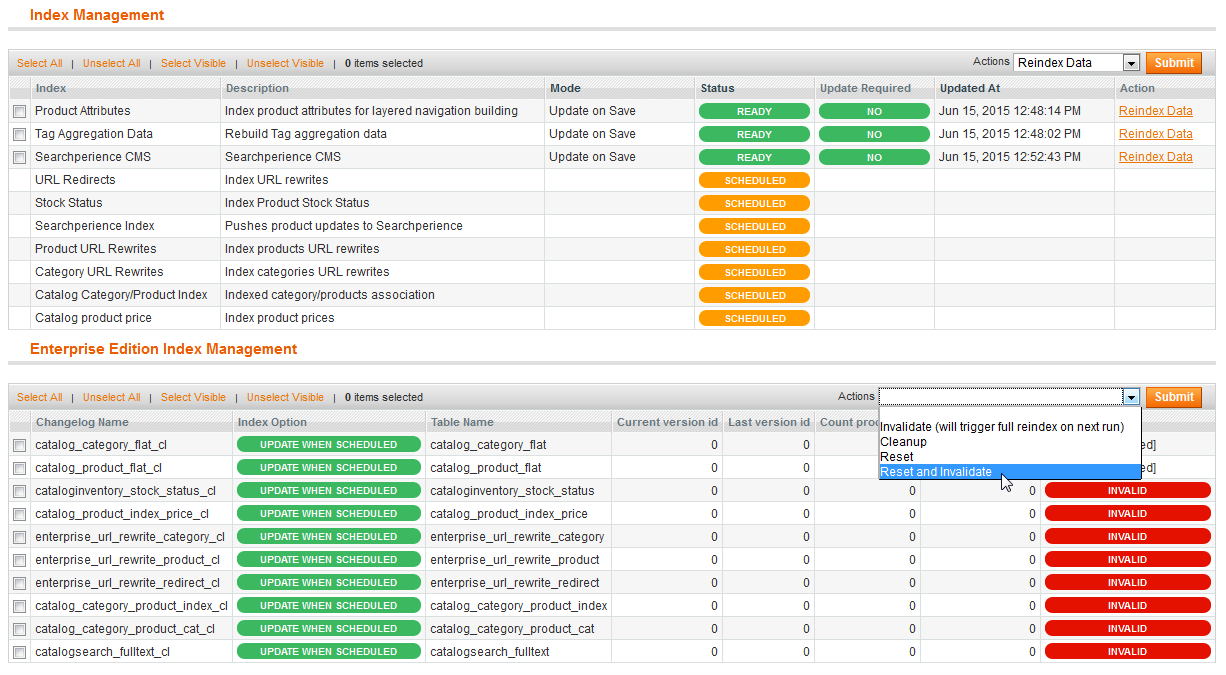 Index Management
Select All | Unselect All | Select Visible | Unselect Visible | 0 items selected Actions Reindex Data Submit
Index Description Mode Status Update Required Updated At Action
Product Attributes Index product attributes for layered navigation building Update on Save READY NO Jun 15, 2015 12:48:14 PM Reindex Data
Tag Aggregation Data Rebuild Tag aggregation data Update on Save READY NO Jun 15, 2015 12:48:02 PM Reindex Data
Searchperience CMS Searchperience CMS Update on Save READY NO Jun 15, 2015 12:52:43 PM Reindex Data
URL Redirects Index URL rewrites SCHEDULED
Stock Status Index Product Stock Status SCHEDULED
Searchperience Index Pushes product updates to Searchperience SCHEDULED
Product URL Rewrites Index products URL rewrites SCHEDULED
Category URL Rewrites Index categories URL rewrites SCHEDULED
Catalog Category/Product Index Indexed category/products association SCHEDULED
Catalog product price Index product prices SCHEDULED
Enterprise Edition Index Management
Select All | Unselect All | Select Visible | Unselect Visible | 0 items selected Actions Submit
Changelog Name Index Option Table Name Current version id Last version id Count
Invalidate (will trigger full reindex on next run)
Cleanup
Reset
Reset and Invalidate
catalog_category_flat_cl UPDATE WHEN SCHEDULED catalog_category_flat 0 0
catalog_product_flat_cl UPDATE WHEN SCHEDULED catalog_product_flat 0 0
cataloginventory_stock_status_cl UPDATE WHEN SCHEDULED cataloginventory_stock_status 0 0 0 0 INVALID
catalog_product_index_price_cl UPDATE WHEN SCHEDULED catalog_product_index_price 0 0 0 0 INVALID
enterprise_url_rewrite_category_cl UPDATE WHEN SCHEDULED enterprise_url_rewrite_category 0 0 0 0 INVALID
enterprise_url_rewrite_product_cl UPDATE WHEN SCHEDULED enterprise_url_rewrite_product 0 0 0 0 INVALID
enterprise_url_rewrite_redirect_cl UPDATE WHEN SCHEDULED enterprise_url_rewrite_redirect 0 0 0 0 INVALID
catalog_category_product_index_cl UPDATE WHEN SCHEDULED catalog_category_product_index 0 0 0 0 INVALID
catalog_category_product_cat_cl UPDATE WHEN SCHEDULED catalog_category_product_cat 0 0 0 0 INVALID
catalogsearch_fulltext_cl UPDATE WHEN SCHEDULED catalogsearch_fulltext 0 0 0 0 INVALID